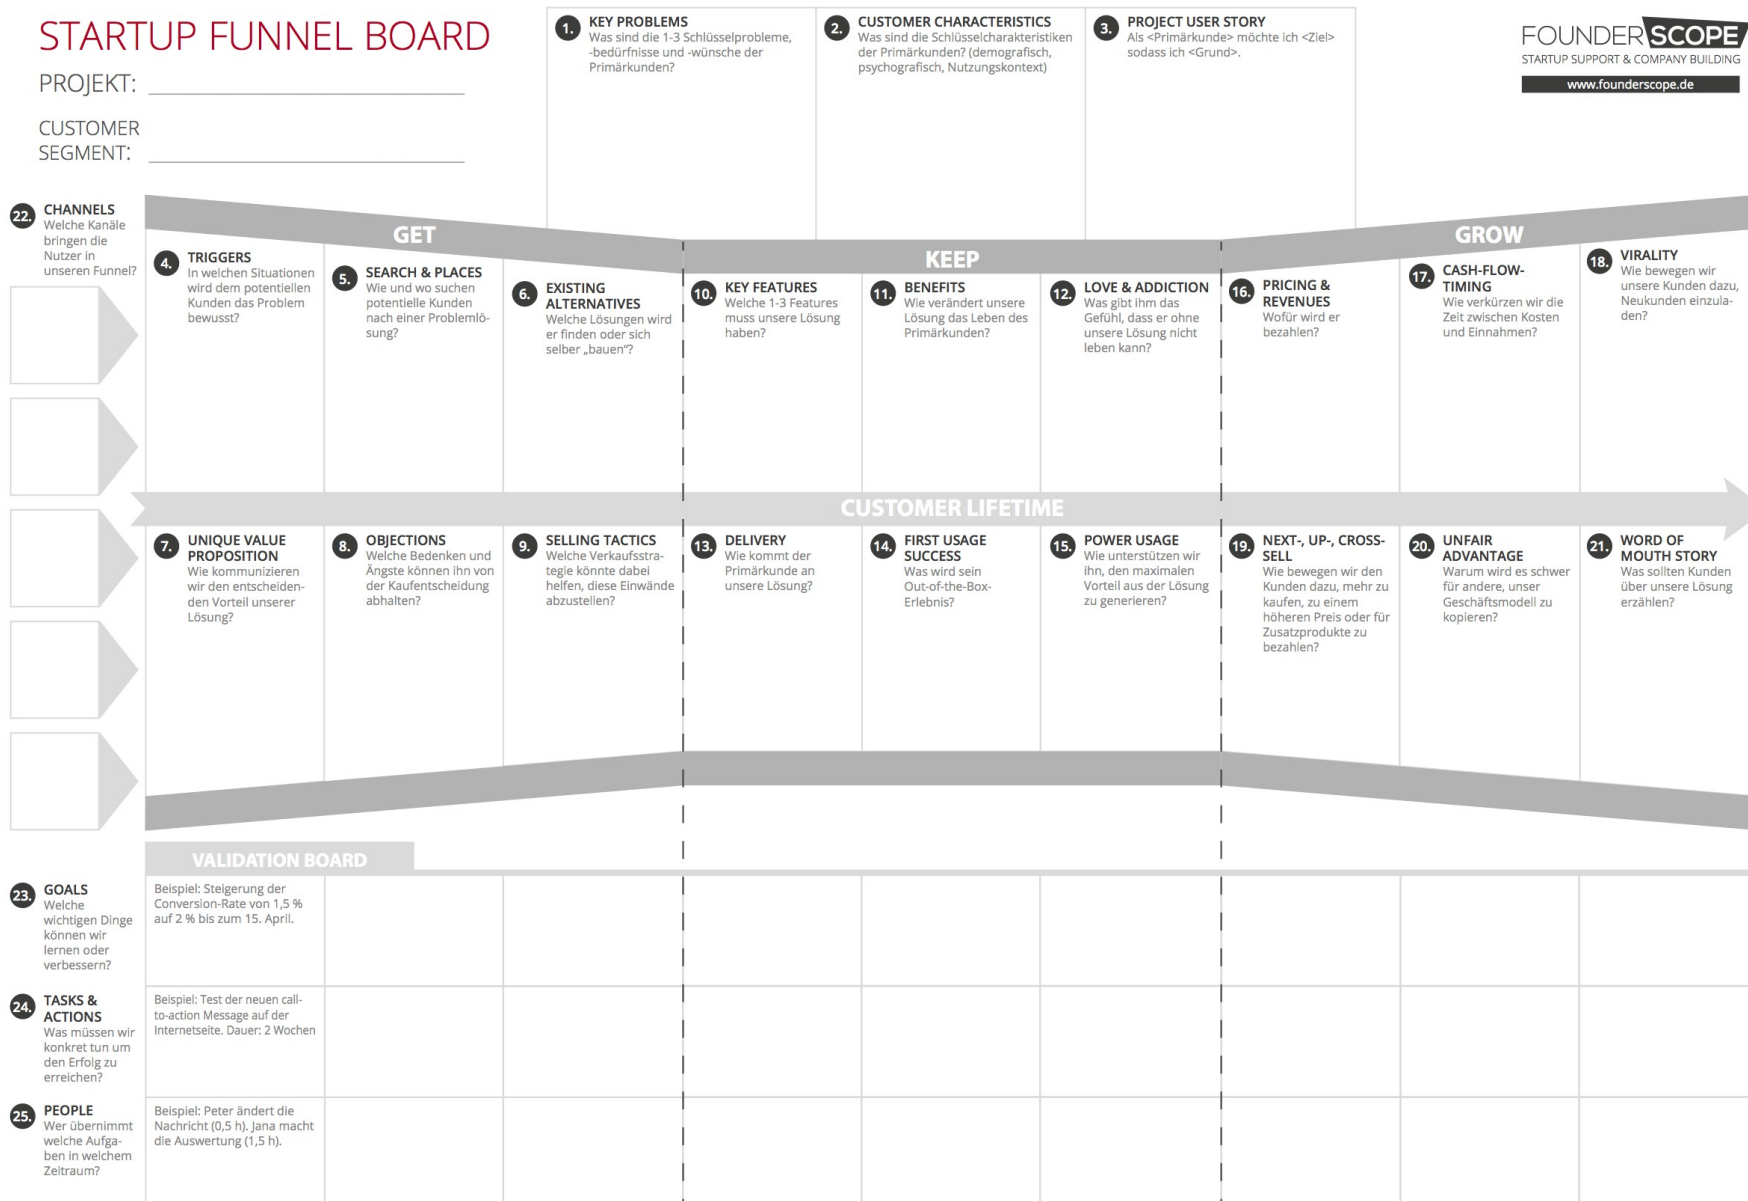 STARTUP FUNNEL BOARD
PROJEKT:
CUSTOMER
SEGMENT:
1. KEY PROBLEMS
Was sind die 1-3 Schlüsselprobleme,
-bedürfnisse und -wünsche der
Primärkunden?
2. CUSTOMER CHARACTERISTICS
Was sind die Schlüsselcharakteristiken
der Primärkunden? (demografisch,
psychografisch, Nutzungskontext)
3. PROJECT USER STORY
Als <Primärkunde> möchte ich <Ziel>
sodass ich <Grund>.
FOUNDERSCOPE
STARTUP SUPPORT & COMPANY BUILDING
www.founderscope.de
22. CHANNELS
Welche Kanäle
bringen die
Nutzer in
unseren Funnel?
GET
KEEP
GROW
4. TRIGGERS
In welchen Situationen
wird dem potentiellen
Kunden das Problem
bewusst?
5. SEARCH & PLACES
Wie und wo suchen
potentielle Kunden
nach einer Problemlö-
sung?
6. EXISTING
ALTERNATIVES
Welche Lösungen wird
er finden oder sich
selber „bauen“?
10. KEY FEATURES
Welche 1-3 Features
muss unsere Lösung
haben?
11. BENEFITS
Wie verändert unsere
Lösung das Leben des
Primärkunden?
12. LOVE & ADDICTION
Was gibt ihm das
Gefühl, dass er ohne
unsere Lösung nicht
leben kann?
16. PRICING &
REVENUES
Wofür wird er
bezahlen?
17. CASH-FLOW-
TIMING
Wie verkürzen wir die
Zeit zwischen Kosten
und Einnahmen?
18. VIRALITY
Wie bewegen wir
unsere Kunden dazu,
Neukunden einzula-
den?
CUSTOMER LIFETIME
7. UNIQUE VALUE
PROPOSITION
Wie kommunizieren
wir den entscheiden-
den Vorteil unserer
Lösung?
8. OBJECTIONS
Welche Bedenken und
Ängste können ihn von
der Kaufentscheidung
abhalten?
9. SELLING TACTICS
Welche Verkaufsstra-
tegie könnte dabei
helfen, diese Einwände
abzustellen?
13. DELIVERY
Wie kommt der
Primärkunde an
unsere Lösung?
14. FIRST USAGE
SUCCESS
Was wird sein
Out-of-the-Box-
Erlebnis?
15. POWER USAGE
Wie unterstützen wir
ihn, den maximalen
Vorteil aus der Lösung
zu generieren?
19. NEXT-, UP-, CROSS-
SELL
Wie bewegen wir den
Kunden dazu, mehr zu
kaufen, zu einem
höheren Preis oder für
Zusatzprodukte zu
bezahlen?
20. UNFAIR
ADVANTAGE
Warum wird es schwer
für andere, unser
Geschäftsmodell zu
kopieren?
21. WORD OF
MOUTH STORY
Was sollten Kunden
über unsere Lösung
erzählen?
VALIDATION BOARD
23. GOALS
Welche
wichtigen Dinge
können wir
lernen oder
verbessern?
Beispiel: Steigerung der
Conversion-Rate von 1,5 %
auf 2 % bis zum 15. April.
24. TASKS &
ACTIONS
Was müssen wir
konkret tun um
den Erfolg zu
erreichen?
Beispiel: Test der neuen call-
to-action Message auf der
Internetseite. Dauer: 2 Wochen
25. PEOPLE
Wer übernimmt
welche Aufga-
ben in welchem
Zeitraum?
Beispiel: Peter ändert die
Nachricht (0,5 h). Jana macht
die Auswertung (1,5 h).